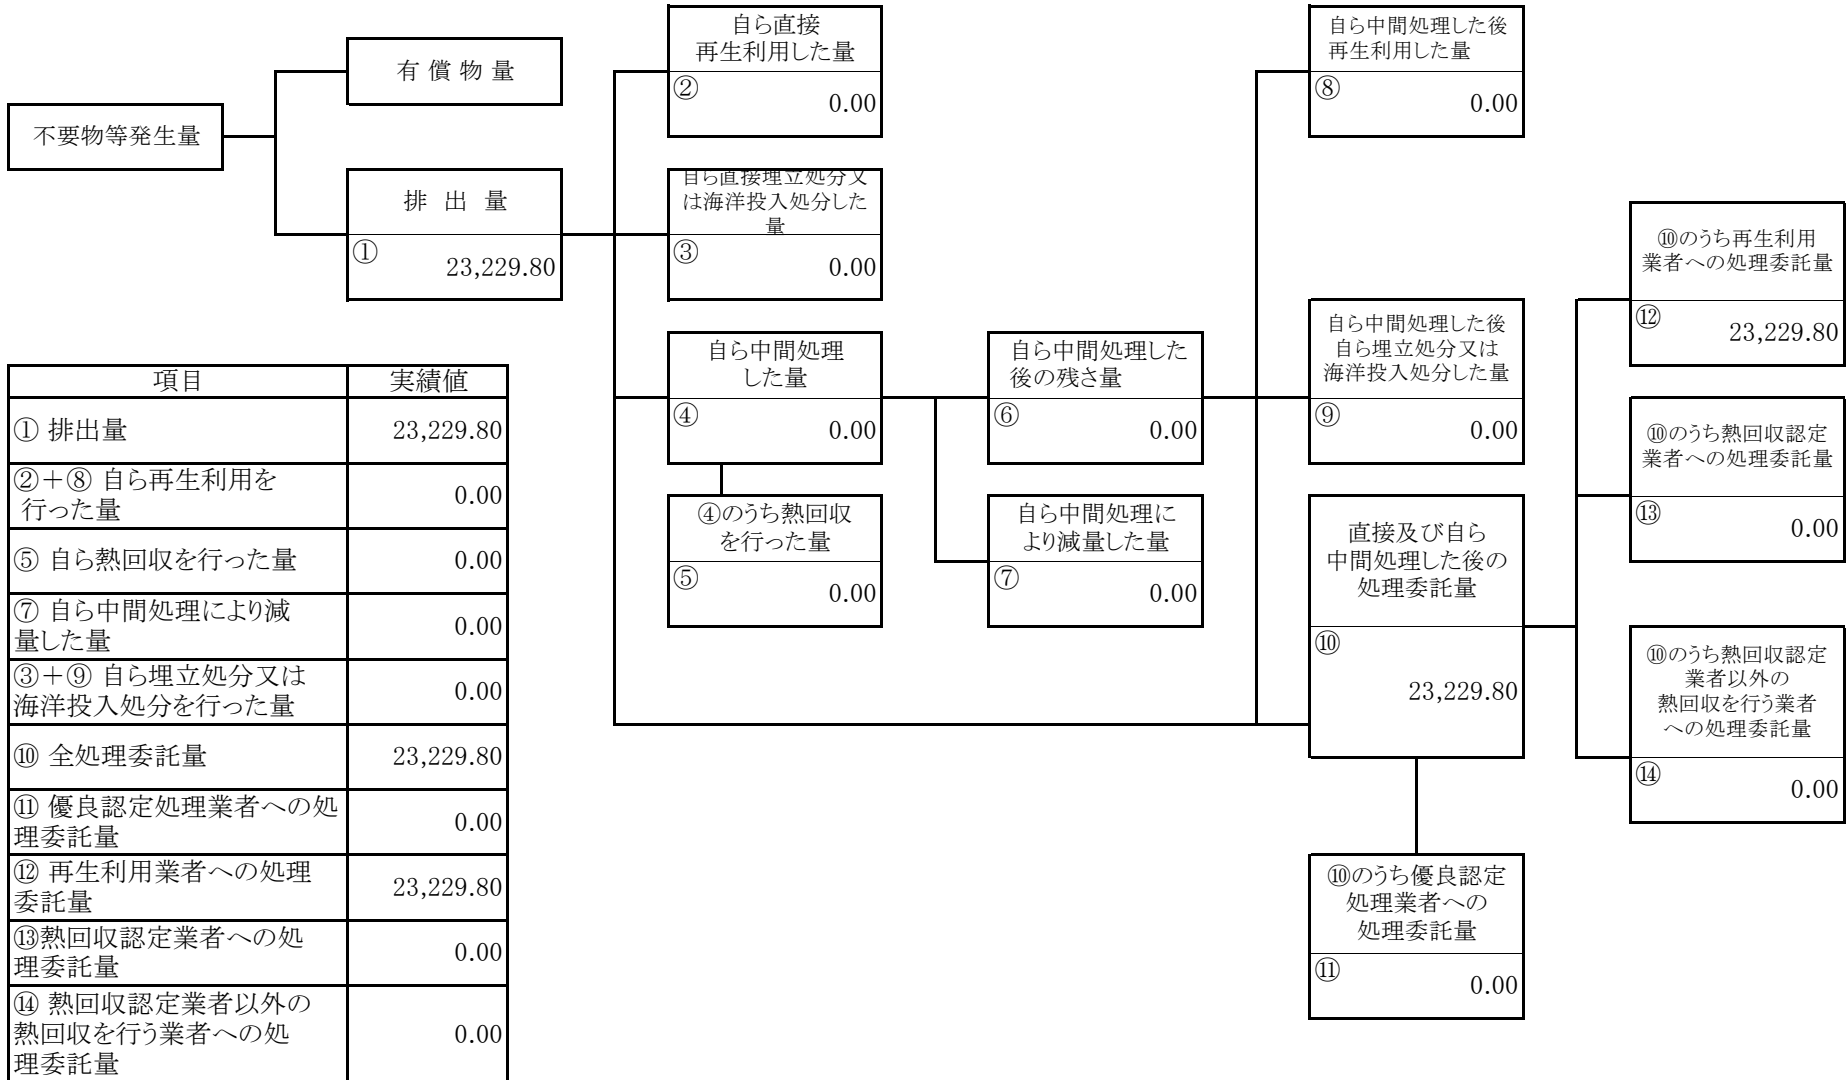 不要物等発生量
有 償 物 量
排 出 量
①
23,229.80
自ら直接
再生利用した量
②
0.00
自ら直接埋立処分又
は海洋投入処分した
量
③
0.00
自ら中間処理
した量
④
0.00
④のうち熱回収
を行った量
⑤
0.00
自ら中間処理した
後の残さ量
⑥
0.00
自ら中間処理に
より減量した量
⑦
0.00
自ら中間処理した後
再生利用した量
⑧
0.00
自ら中間処理した後
自ら埋立処分又は
海洋投入処分した量
⑨
0.00
直接及び自ら
中間処理した後の
処理委託量
⑩
23,229.80
⑩のうち優良認定
処理業者への
処理委託量
⑪
0.00
⑩のうち再生利用
業者への処理委託量
⑫
23,229.80
⑩のうち熱回収認定
業者への処理委託量
⑬
0.00
⑩のうち熱回収認定
業者以外の
熱回収を行う業者
への処理委託量
⑭
0.00
項目 実績値
① 排出量 23,229.80
②＋⑧ 自ら再生利用を
行った量
0.00
⑤ 自ら熱回収を行った量 0.00
⑦ 自ら中間処理により減
量した量
0.00
③＋⑨ 自ら埋立処分又は
海洋投入処分を行った量
0.00
⑩ 全処理委託量 23,229.80
⑪ 優良認定処理業者への処
理委託量
0.00
⑫ 再生利用業者への処理
委託量
23,229.80
⑬熱回収認定業者への処
理委託量
0.00
⑭ 熱回収認定業者以外の
熱回収を行う業者への処
理委託量
0.00